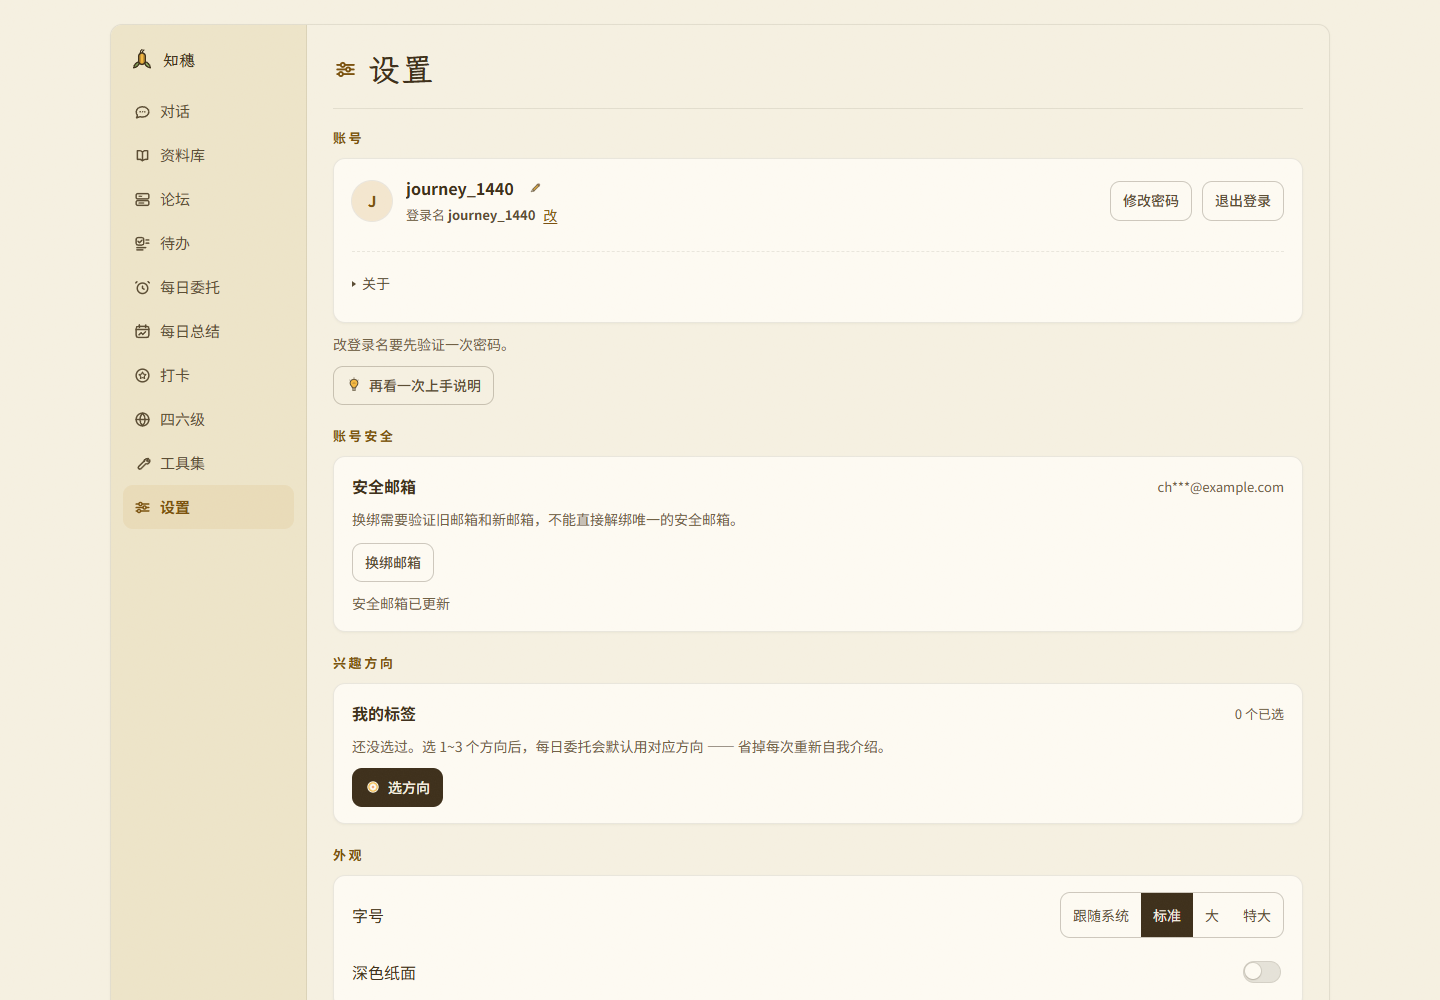 知穗
对话
资料库
论坛
待办
每日委托
每日总结
打卡
四六级
工具集
设置
设置
账号
J
journey_1440
登录名 journey_1440 改
修改密码
退出登录
关于
改登录名要先验证一次密码。
再看一次上手说明
账号安全
安全邮箱
ch***@example.com
换绑需要验证旧邮箱和新邮箱，不能直接解绑唯一的安全邮箱。
换绑邮箱
安全邮箱已更新
兴趣方向
我的标签
0 个已选
还没选过。选 1~3 个方向后，每日委托会默认用对应方向 —— 省掉每次重新自我介绍。
选方向
外观
字号
跟随系统 标准 大 特大
深色纸面